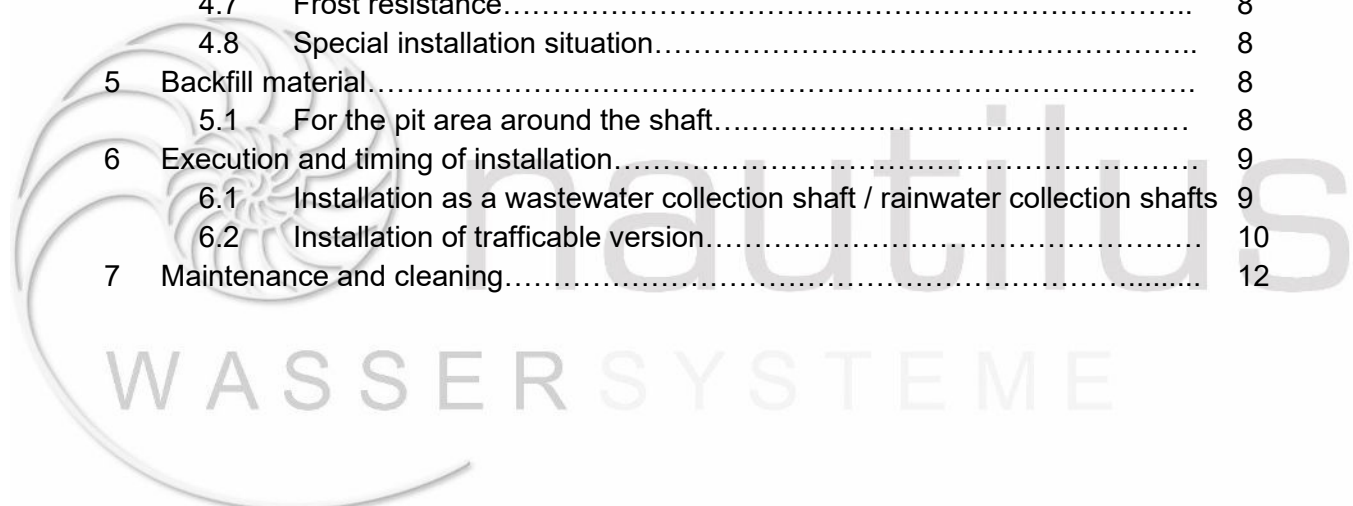 4.7 Frost resistance…………………………………………………………….. 8
4.8 Special installation situation……………………………………………….. 8
5 Backfill material………………………………………………………………………. 8
5.1 For the pit area around the shaft….…………………………………… 8
6 Execution and timing of installation…………………………...…………………… 9
6.1 Installation as a wastewater collection shaft / rainwater collection shafts 9
6.2 Installation of trafficable version………………………………………… 10
7 Maintenance and cleaning……………………………………………………......... 12
nautilus
WASSERSYSTEME